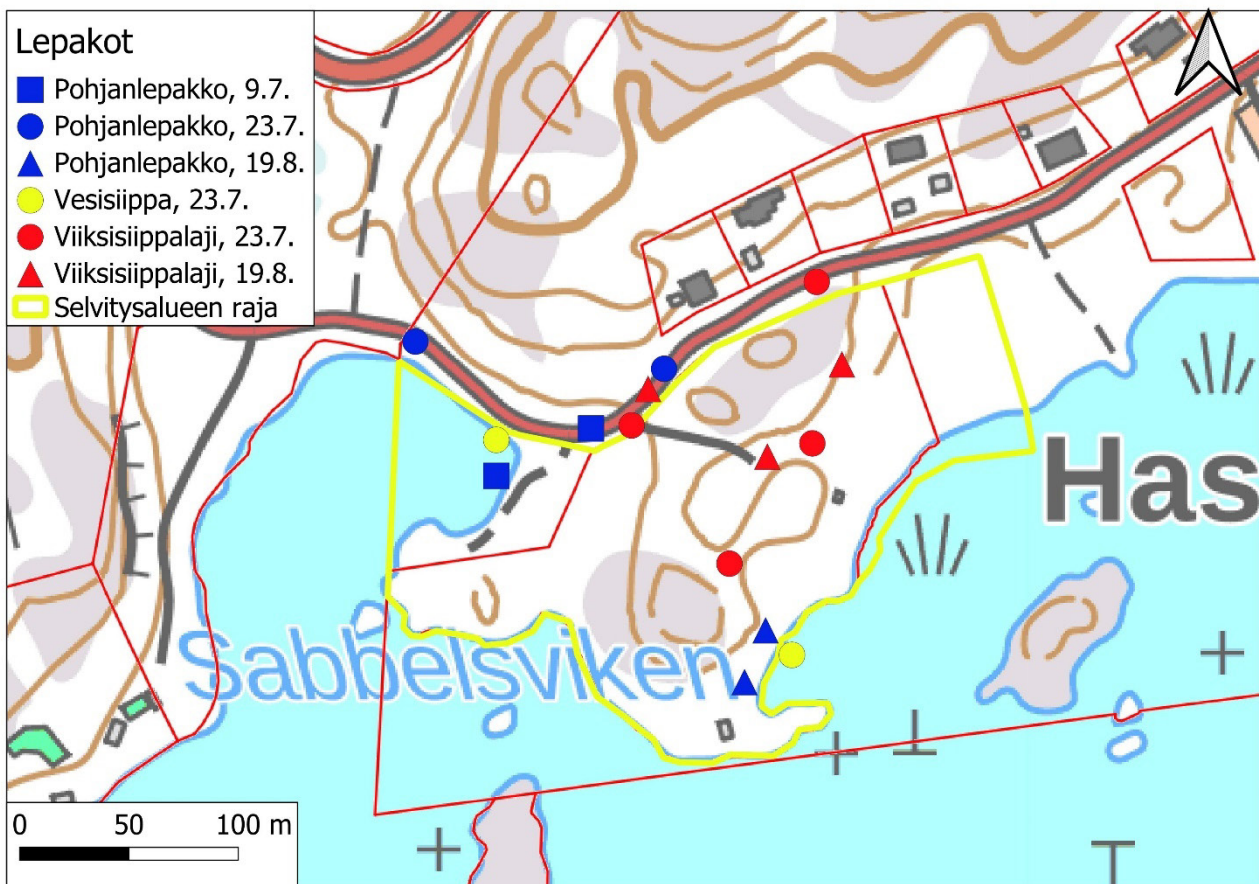 Lepakot
Pohjanlepakko, 9.7.
Pohjanlepakko, 23.7.
Pohjanlepakko, 19.8.
Vesisiippa, 23.7.
Viiksisiippalaji, 23.7.
Viiksisiippalaji, 19.8.
Selvitysalueen raja
Has
Sabbelsviken
0 50 100 m